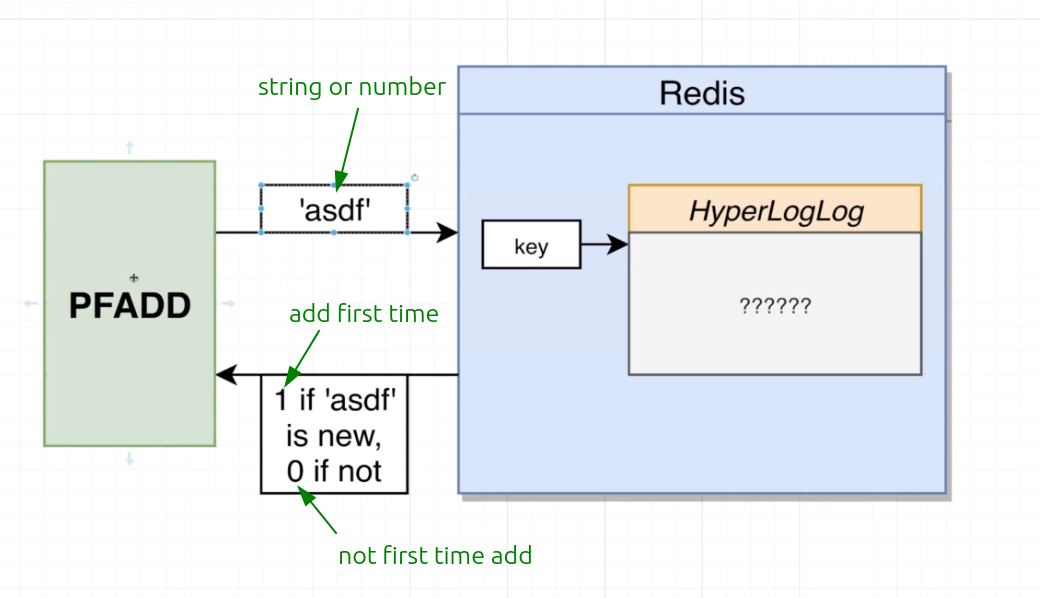 string or number
Redis
'asdf'
HyperLogLog
key
PFADD
??????
add first time
1 if 'asdf'
is new,
0 if not
not first time add